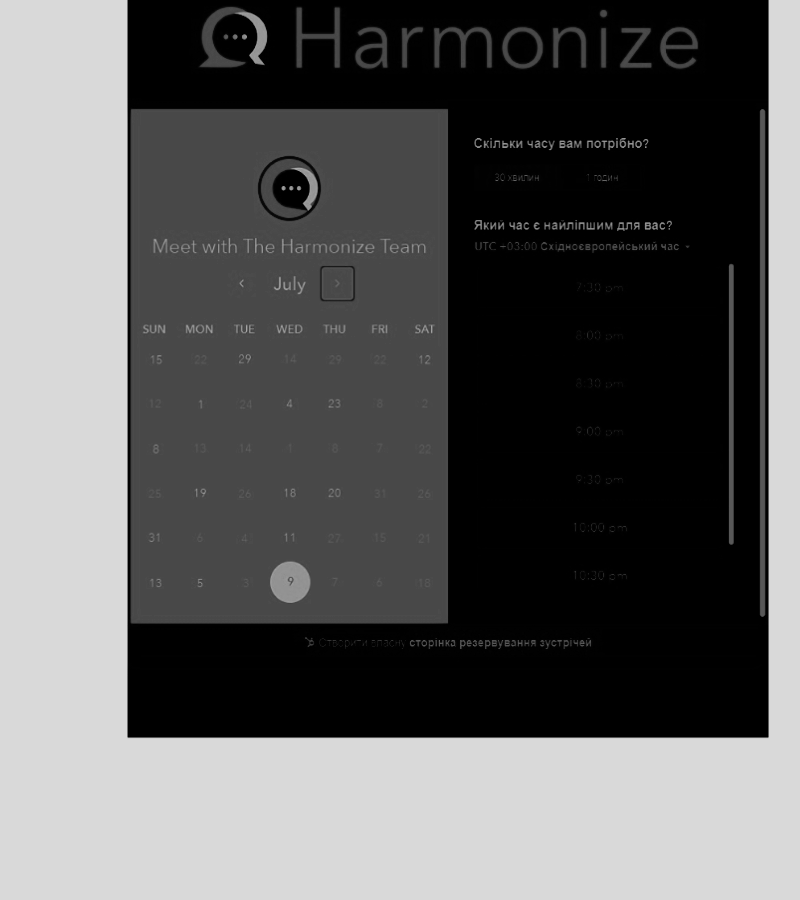 Harmonize
Meet with The Harmonize Team
July
SUN MON TUE WED THU FRI SAT
15 22 29 14 29 22 12
12 1 24 4 23 8 2
8 13 14 1 8 7 22
25 19 26 18 20 31 26
31 6 4 11 27 15 21
13 5 3 9 7 6 18
Скільки часу вам потрібно?
30 хвилин 1 годин
Який час є найліпшим для вас?
UTC +03:00 Східноєвропейський час
7:30 pm
8:00 pm
8:30 pm
9:00 pm
9:30 pm
10:00 pm
10:30 pm
Створити власну сторінка резервування зустрічей